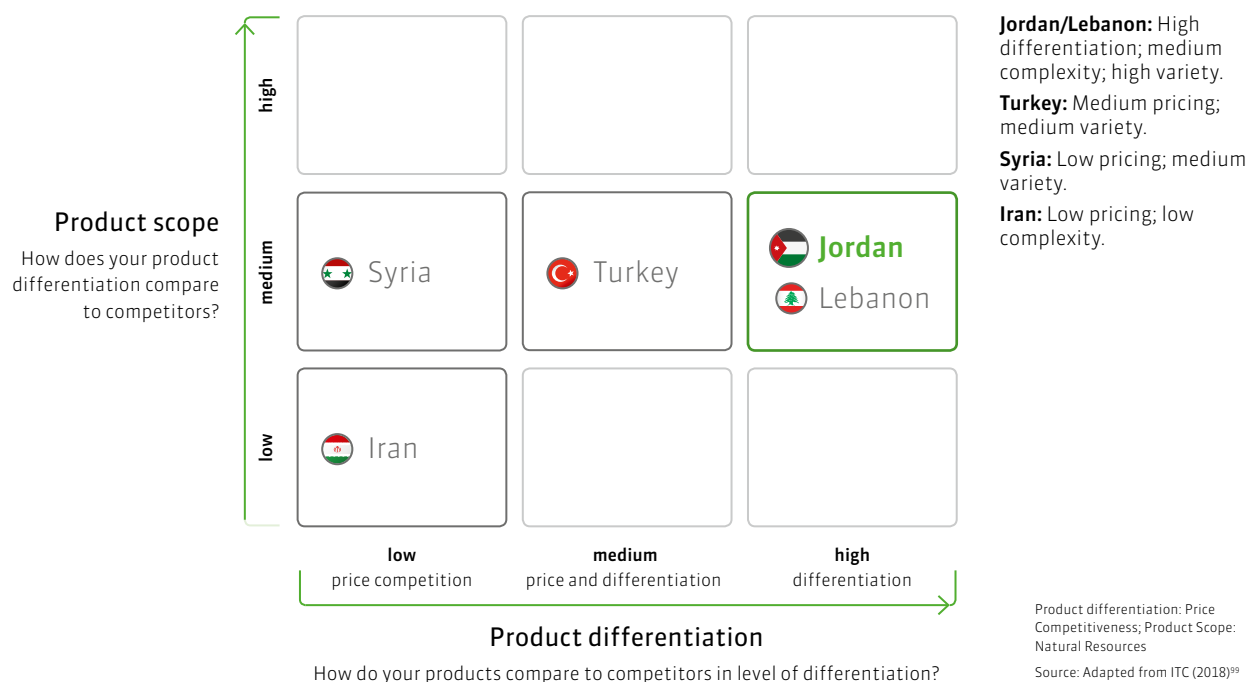 high
medium
low
Product scope
How does your product
differentiation compare
to competitors?
Syria
Turkey
Jordan
Lebanon
Iran
low
price competition
medium
price and differentiation
high
differentiation
Product differentiation
How do your products compare to competitors in level of differentiation?
Jordan/Lebanon: High
differentiation; medium
complexity; high variety.
Turkey: Medium pricing;
medium variety.
Syria: Low pricing; medium
variety.
Iran: Low pricing; low
complexity.
Product differentiation: Price
Competitiveness; Product Scope:
Natural Resources
Source: Adapted from ITC (2018)⁹⁹